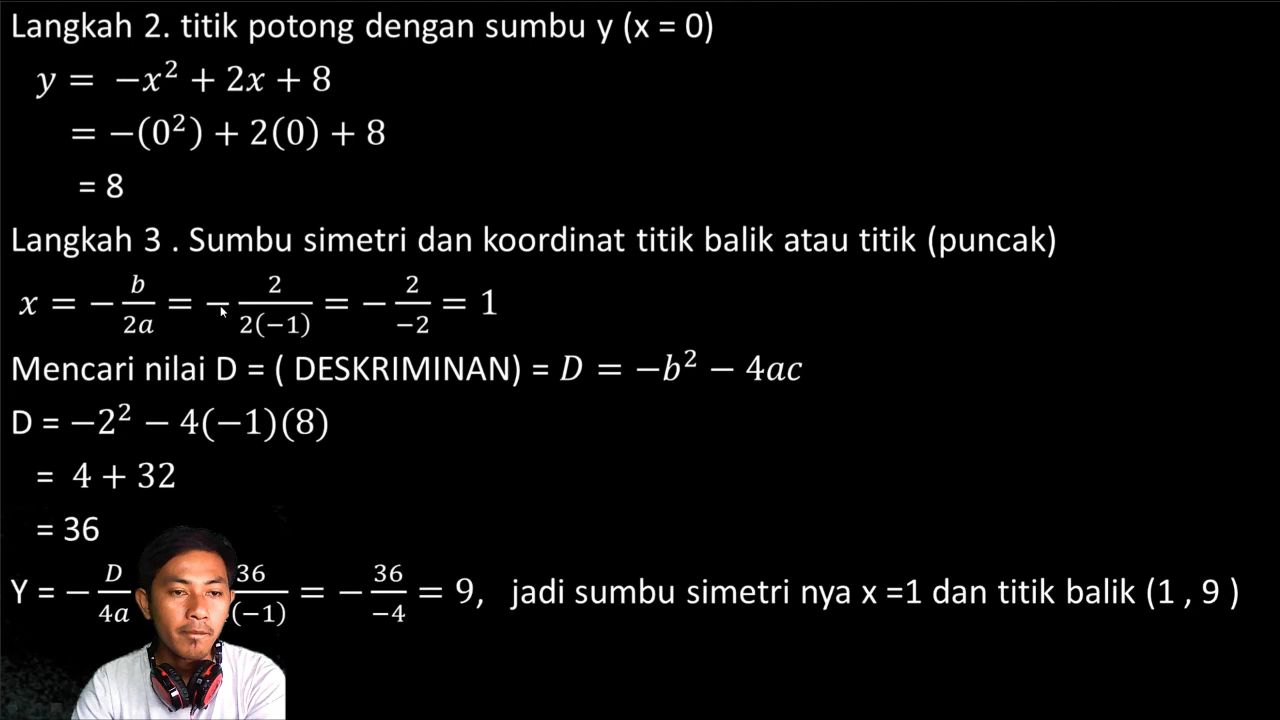 Langkah 2. titik potong dengan sumbu y (x = 0)
y = −x² + 2x + 8
= −(0²) + 2(0) + 8
= 8
Langkah 3 . Sumbu simetri dan koordinat titik balik atau titik (puncak)
x = − b/2a = − 2/2(−1) = − 2/−2 = 1
Mencari nilai D = ( DESKRIMINAN) = D = −b² − 4ac
D = −2² − 4(−1)(8)
= 4 + 32
= 36
Y = − D/4a 36/(−1) = − 36/−4 = 9, jadi sumbu simetri nya x =1 dan titik balik (1 , 9 )